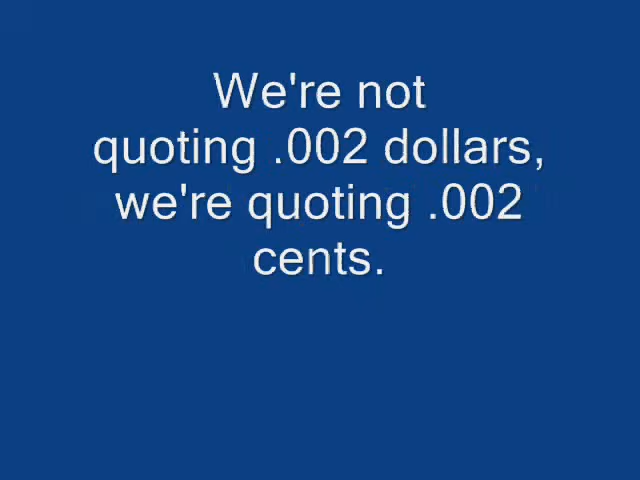 We're not
quoting .002 dollars,
we're quoting .002
cents.